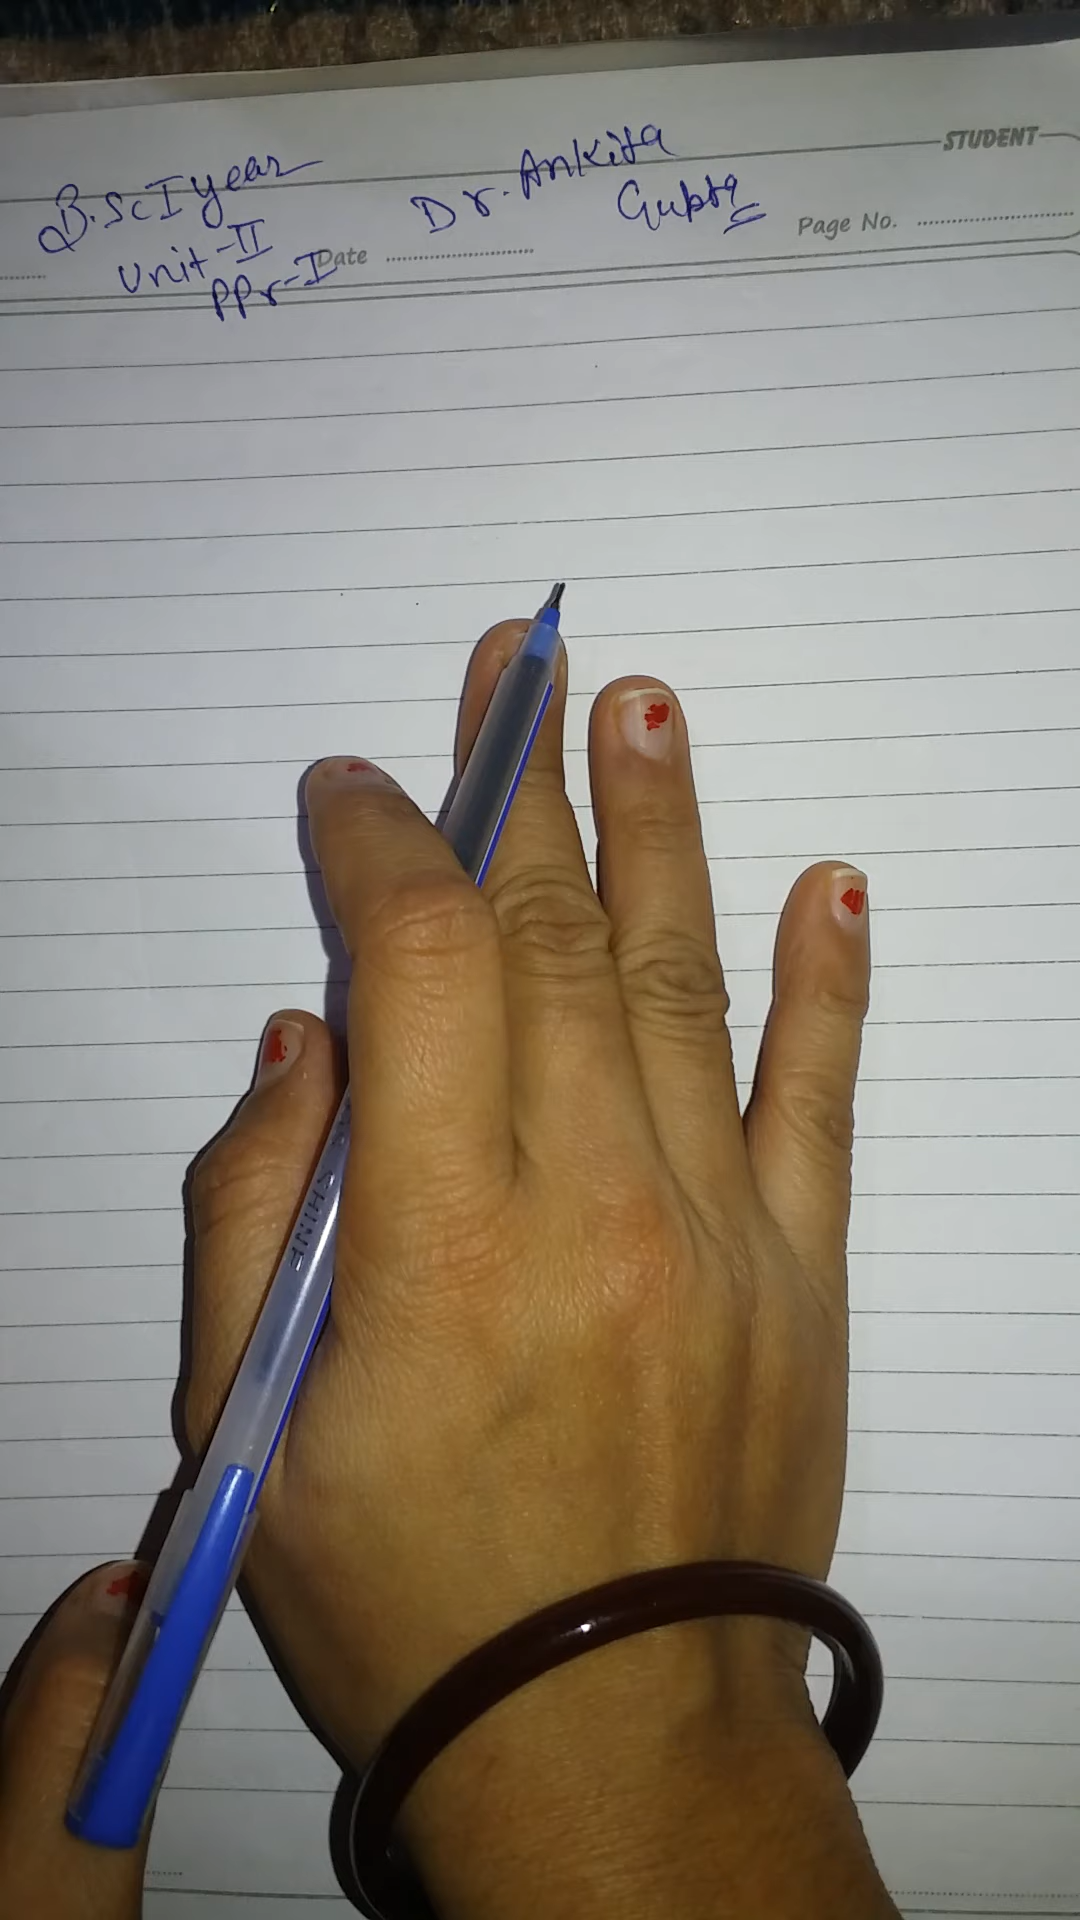 STUDENT
B.Sc I year
Dr. Ankita
Gupta
Unit-II
PPr-I
Date
Page No.
SHINE